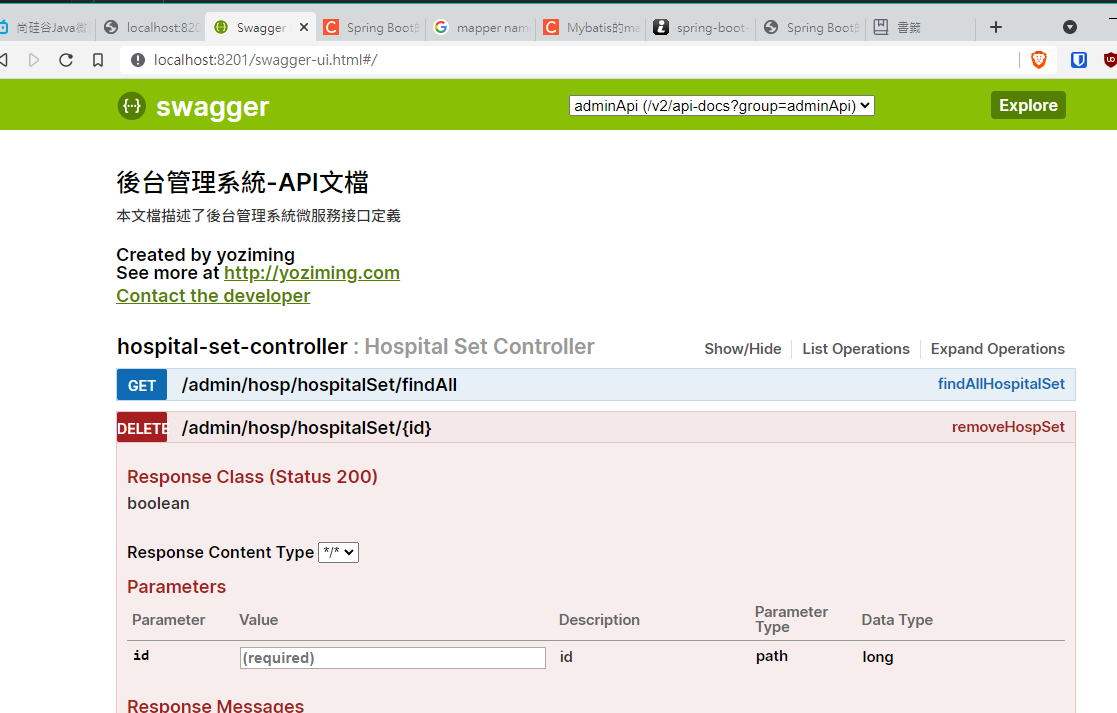 尚硅谷Java微
localhost:820
Swagger
Spring Boot
mapper nam
Mybatis的ma
spring-boot-
Spring Boot
書籤
localhost:8201/swagger-ui.html#/
swagger
adminApi (/v2/api-docs?group=adminApi)
Explore
後台管理系統-API文檔
本文檔描述了後台管理系統微服務接口定義
Created by yoziming
See more at http://yoziming.com
Contact the developer
hospital-set-controller : Hospital Set Controller
Show/Hide
List Operations
Expand Operations
GET /admin/hosp/hospitalSet/findAll findAllHospitalSet
DELETE /admin/hosp/hospitalSet/{id} removeHospSet
Response Class (Status 200)
boolean
Response Content Type */*
Parameters
Parameter Value Description Parameter Type Data Type
id (required) id path long
Response Messages